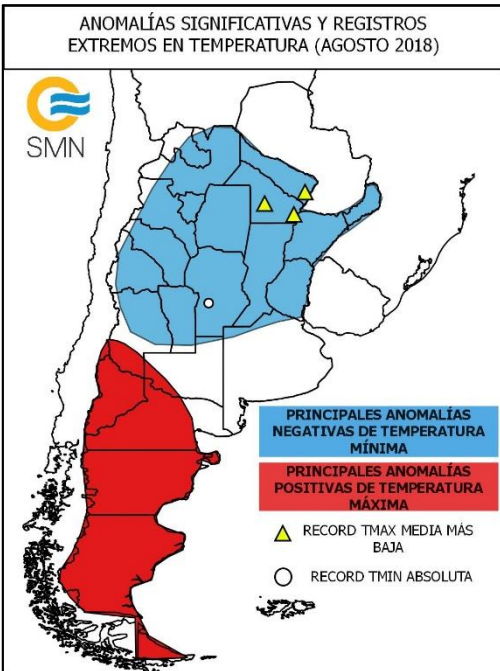 ANOMALÍAS SIGNIFICATIVAS Y REGISTROS
EXTREMOS EN TEMPERATURA (AGOSTO 2018)
SMN
PRINCIPALES ANOMALÍAS
NEGATIVAS DE TEMPERATURA
MÍNIMA
PRINCIPALES ANOMALÍAS
POSITIVAS DE TEMPERATURA
MÁXIMA
RECORD TMAX MEDIA MÁS
BAJA
RECORD TMIN ABSOLUTA